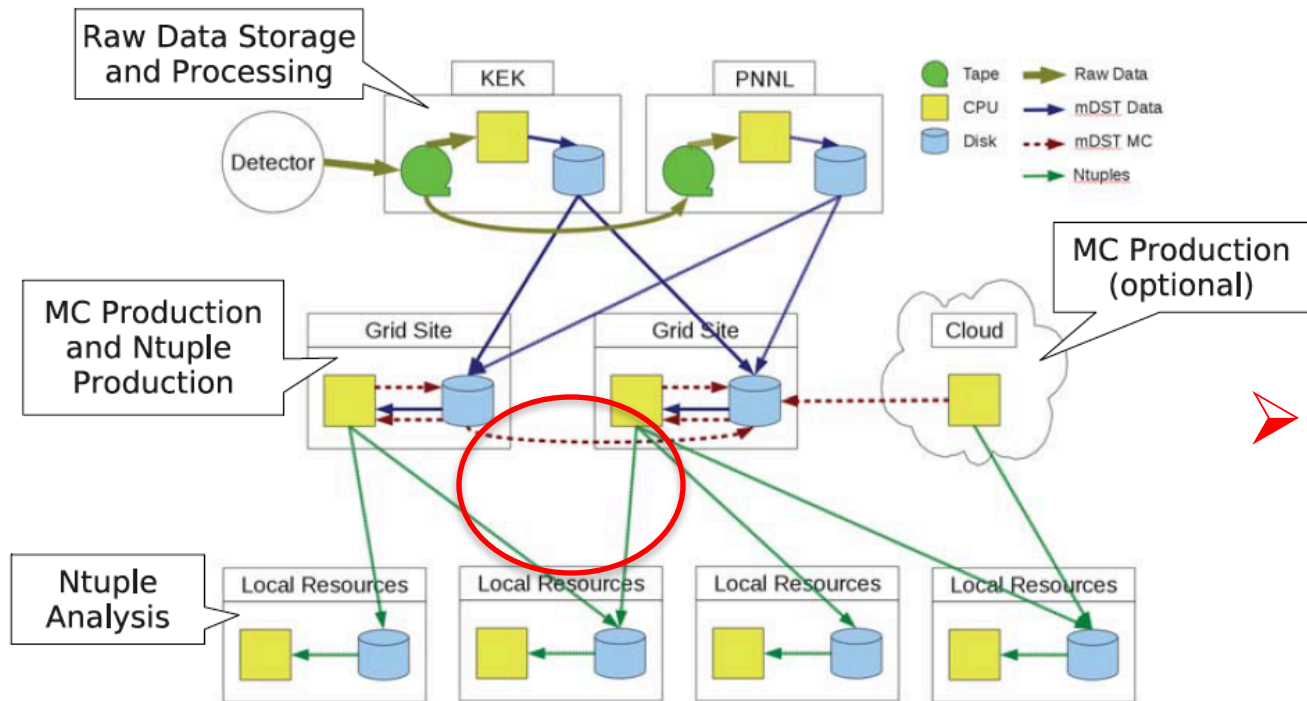 Raw Data Storage
and Processing
KEK
PNNL
Tape
Raw Data
CPU
mDST Data
Disk
mDST MC
Ntuples
Detector
MC Production
(optional)
MC Production
and Ntuple
Production
Grid Site
Grid Site
Cloud
Ntuple
Analysis
Local Resources
Local Resources
Local Resources
Local Resources